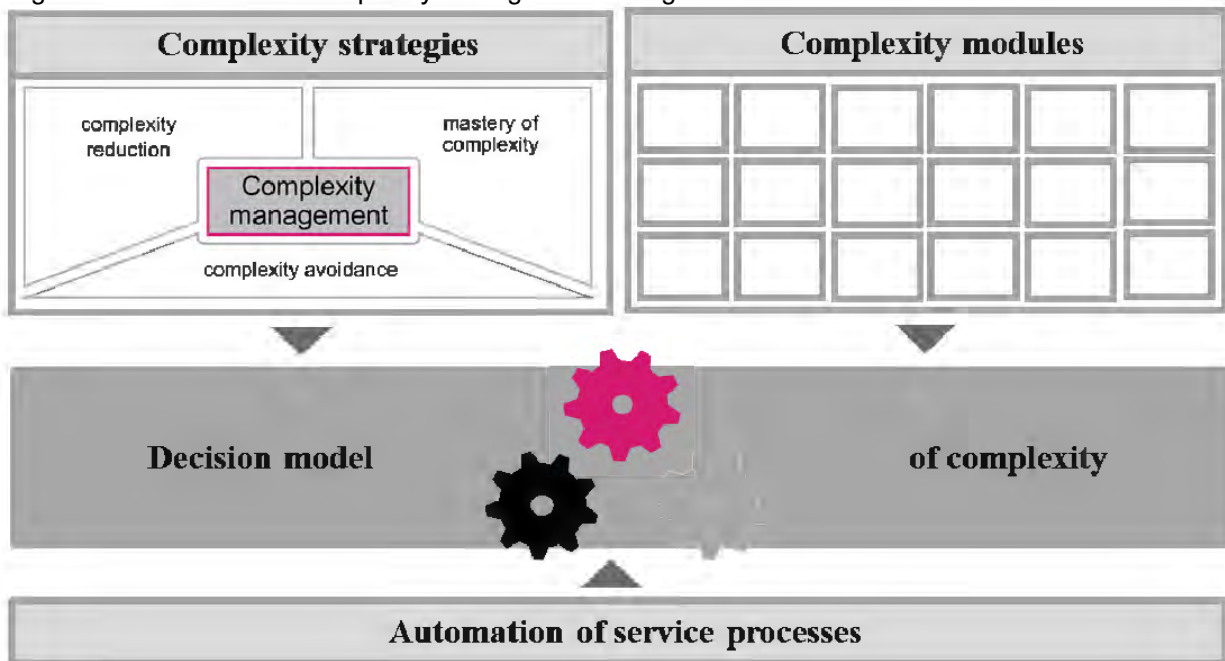 Complexity strategies
complexity
reduction
mastery of
complexity
Complexity
management
complexity avoidance
Complexity modules
Decision model
of complexity
Automation of service processes